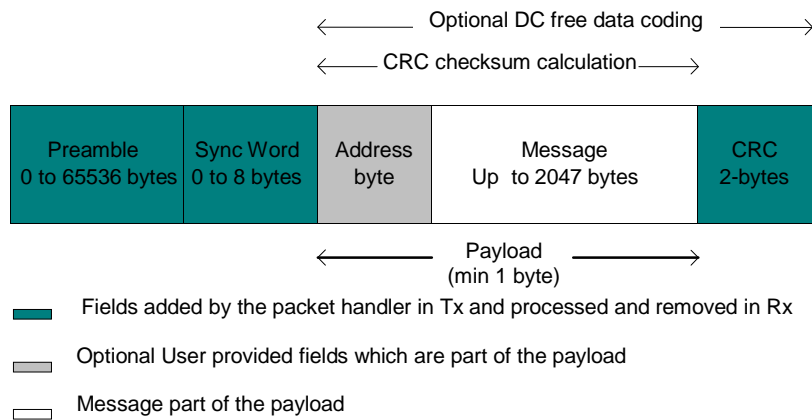 Optional DC free data coding
CRC checksum calculation
Preamble
0 to 65536 bytes
Sync Word
0 to 8 bytes
Address
byte
Message
Up to 2047 bytes
CRC
2-bytes
Payload
(min 1 byte)
Fields added by the packet handler in Tx and processed and removed in Rx
Optional User provided fields which are part of the payload
Message part of the payload